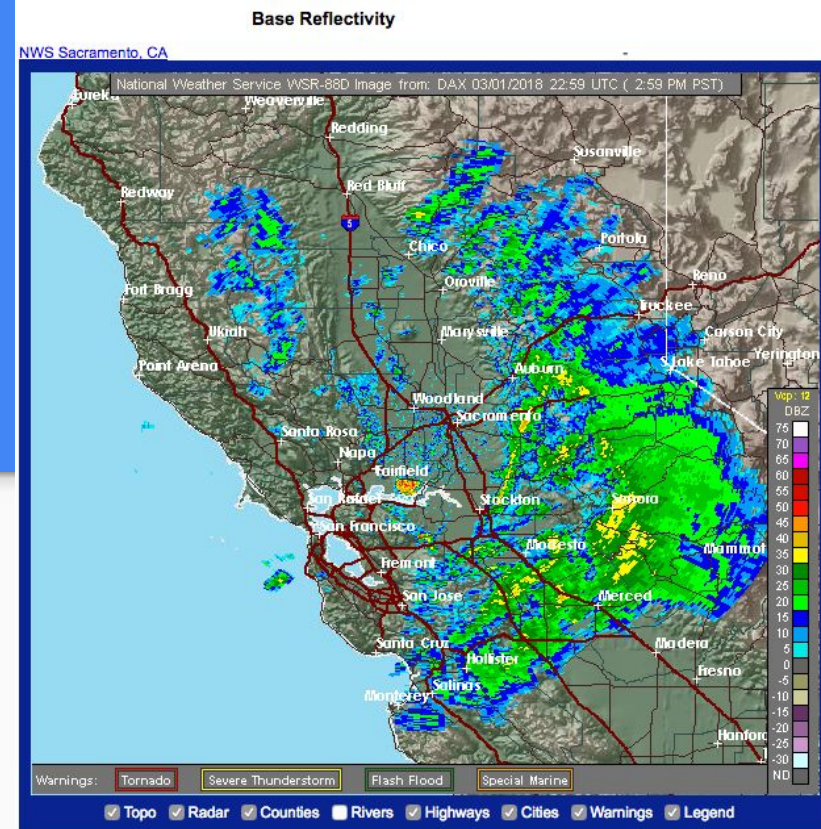 Base Reflectivity
NWS Sacramento, CA
-
National Weather Service WSR-88D Image from: DAX 03/01/2018 22:59 UTC ( 2:59 PM PST)
Eureka
Weaverville
Redding
Susanville
Redway
Red Bluff
5
Chico
Portola
Oroville
Reno
Fort Bragg
Truckee
Ukiah
Marysville
Carson City
Yerington
Point Arena
Auburn
S.Lake Tahoe
Woodland
Sacramento
Santa Rosa
Napa
Fairfield
San Rafael
Stockton
Sonora
San Francisco
Modesto
Mammot
Fremont
San Jose
Merced
Santa Cruz
Madera
Hollister
Fresno
Salinas
Monterey
Hanford
Vcp: 12
DBZ
75
70
65
60
55
50
45
40
35
30
25
20
15
10
5
0
-5
-10
-15
-20
-25
-30
ND
Warnings: Tornado Severe Thunderstorm Flash Flood Special Marine
Topo Radar Counties Rivers Highways Cities Warnings Legend